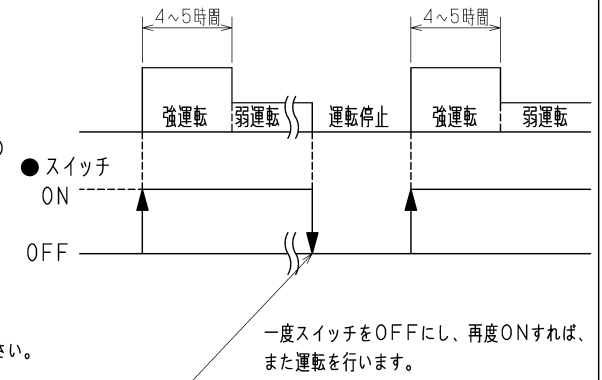 4～5時間 4～5時間
強運転 弱運転 運転停止 強運転 弱運転
)
● スイッチ
ON
OFF
さい。
一度スイッチをOFFにし、再度ONすれば、
また運転を行います。